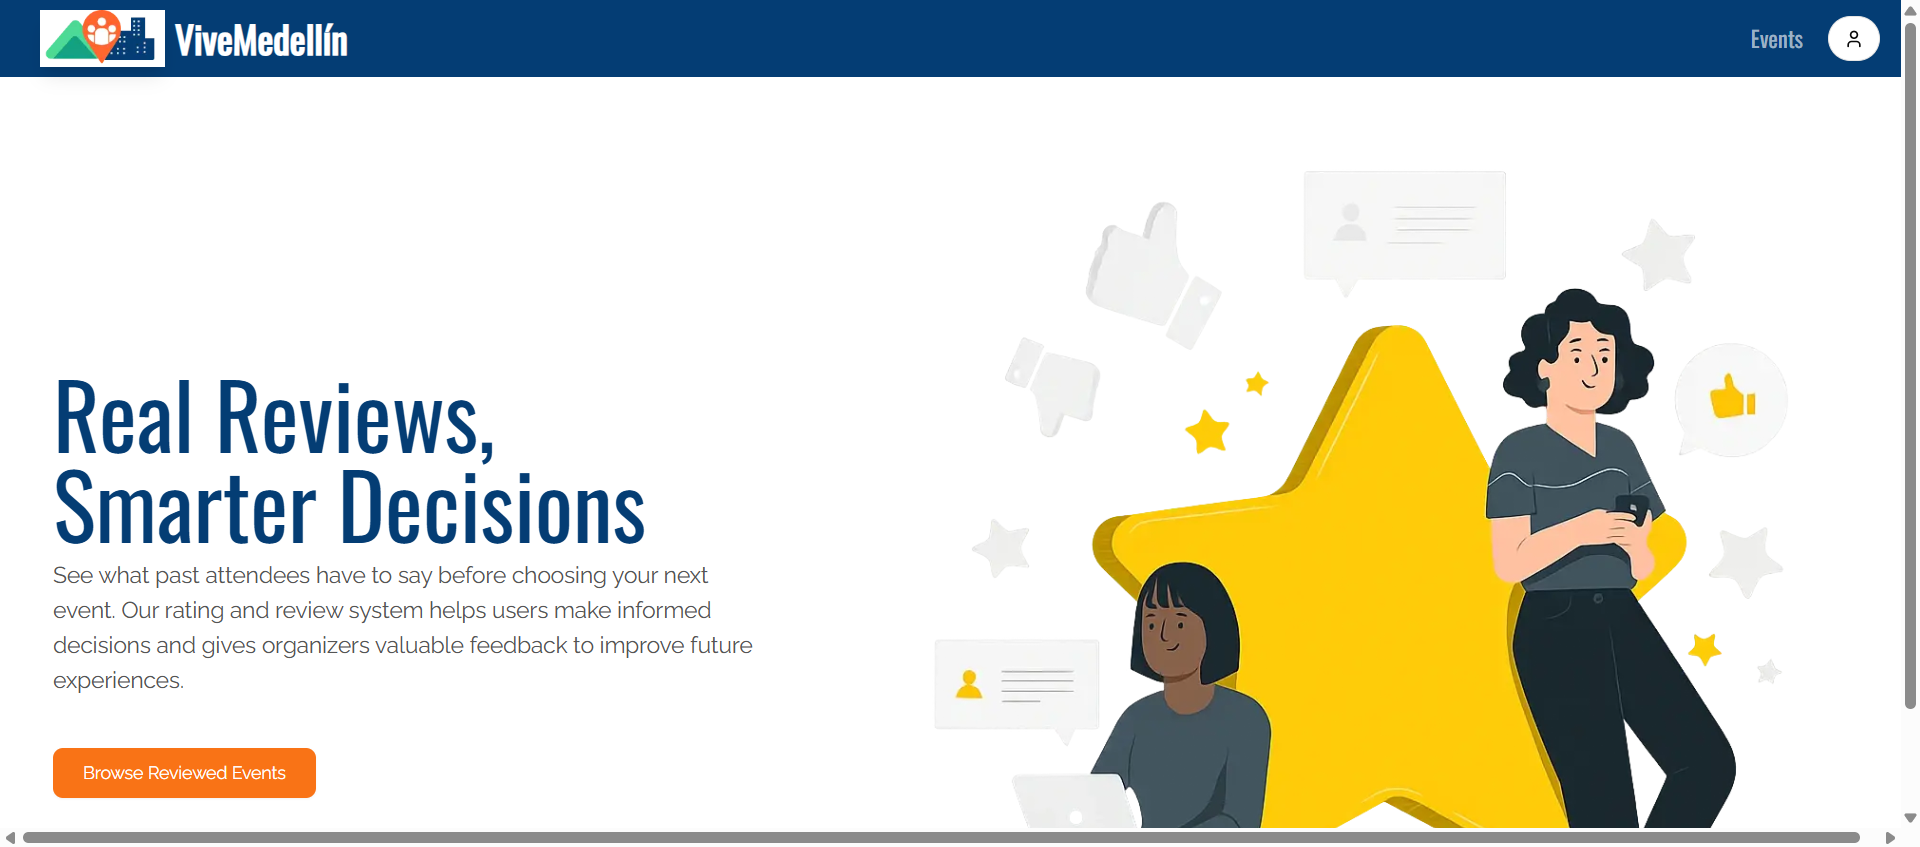 ViveMedellín
Events
Real Reviews,
Smarter Decisions
See what past attendees have to say before choosing your next
event. Our rating and review system helps users make informed
decisions and gives organizers valuable feedback to improve future
experiences.
Browse Reviewed Events